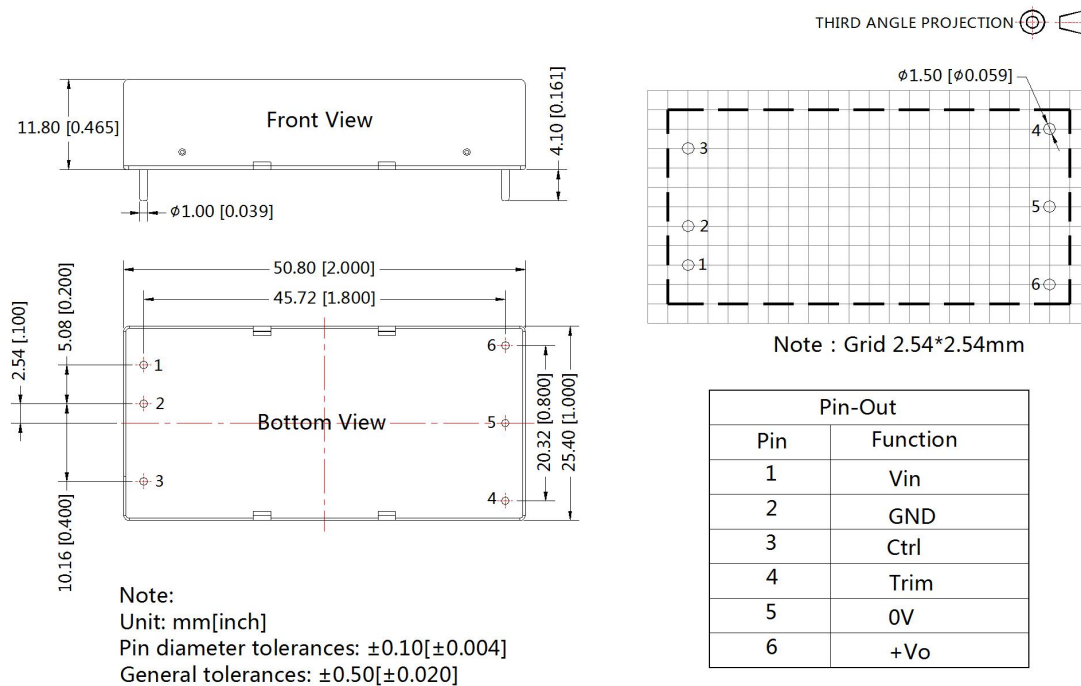 THIRD ANGLE PROJECTION
11.80 [0.465]
Front View
4.10 [0.161]
ϕ1.00 [0.039]
ϕ1.50 [ϕ0.059]
4
3
5
2
1
6
Note : Grid 2.54*2.54mm
50.80 [2.000]
45.72 [1.800]
5.08 [0.200]
2.54 [.100]
10.16 [0.400]
1
2
3
Bottom View
6
5
4
20.32 [0.800]
25.40 [1.000]
Note:
Unit: mm[inch]
Pin diameter tolerances: ±0.10[±0.004]
General tolerances: ±0.50[±0.020]
Pin-Out
Pin Function
1 Vin
2 GND
3 Ctrl
4 Trim
5 0V
6 +Vo